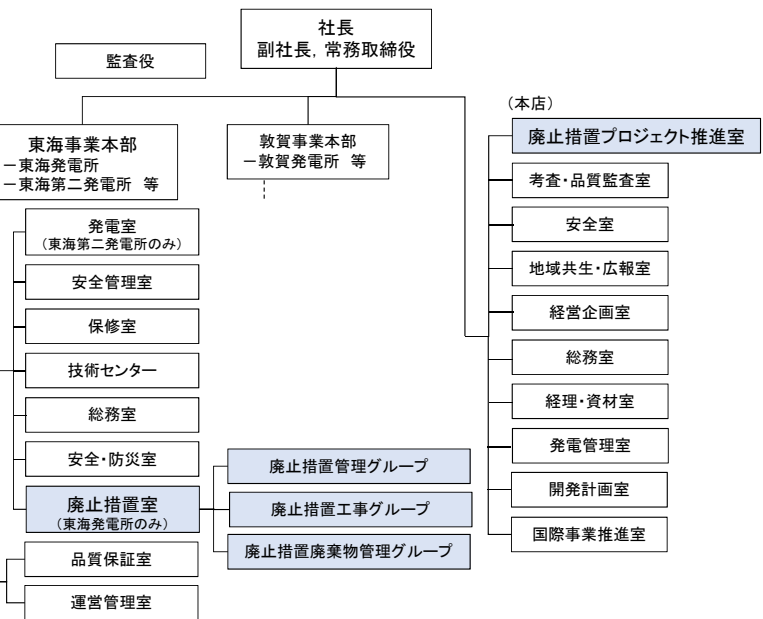 社長
副社長，常務取締役
監査役
東海事業本部
－東海発電所
－東海第二発電所 等
敦賀事業本部
－敦賀発電所 等
発電室
（東海第二発電所のみ）
安全管理室
保修室
技術センター
総務室
安全・防災室
廃止措置室
（東海発電所のみ）
品質保証室
運営管理室
廃止措置管理グループ
廃止措置工事グループ
廃止措置廃棄物管理グループ
（本店）
廃止措置プロジェクト推進室
考査・品質監査室
安全室
地域共生・広報室
経営企画室
総務室
経理・資材室
発電管理室
開発計画室
国際事業推進室